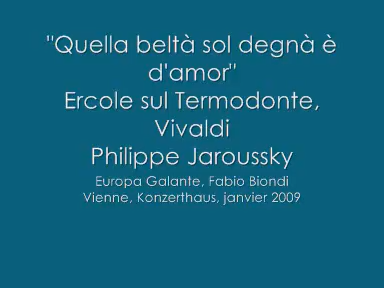 "Quella beltà sol degnà è
d'amor"
Ercole sul Termodonte,
Vivaldi
Philippe Jaroussky
Europa Galante, Fabio Biondi
Vienne, Konzerthaus, janvier 2009